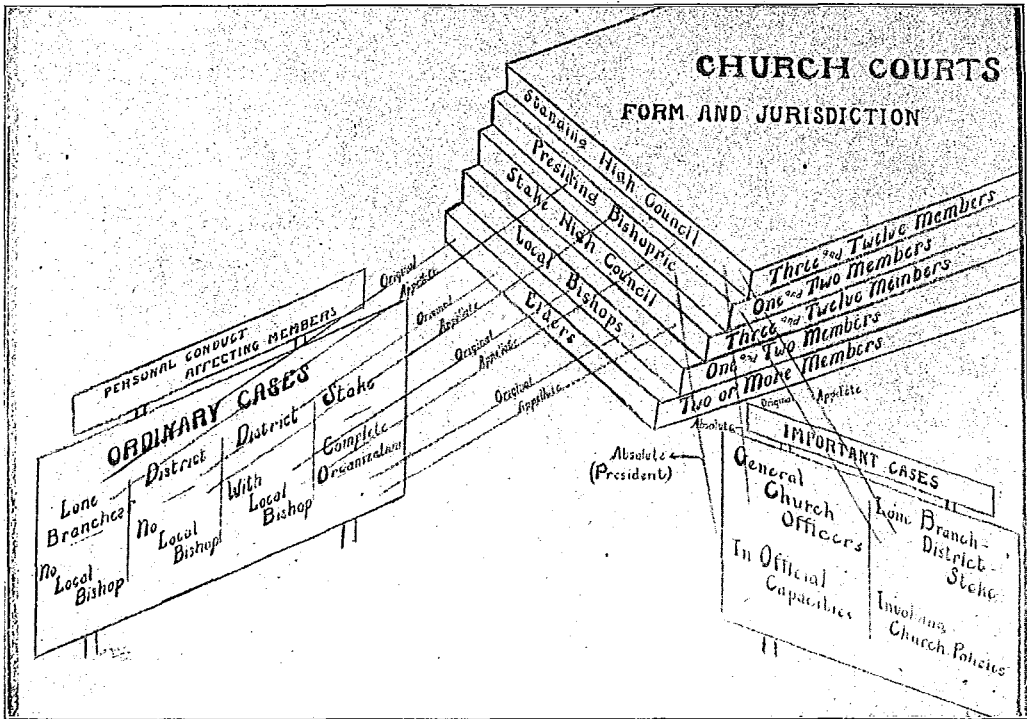 CHURCH COURTS
FORM AND JURISDICTION
Standing High Council
Presiding Bishopric
Stake High Council
Local Bishops
Elders
Three and Twelve Members
One and Two Members
Three and Twelve Members
One and Two Members
Two or More Members
Original
Appellate
Original
Appellate
Original
Appellate
Original
Appellate
PERSONAL CONDUCT
AFFECTING MEMBERS
ORDINARY CASES
Lone
Branches
No
Local
Bishop
District
No
Local
Bishop
District
With
Local
Bishop
Stake
Complete
Organization
Absolute
(President)
Absolute
Original
Appelate
IMPORTANT CASES
General
Church
Officers
In Official
Capacities
Lone Branch-
District-
Stake
Involving
Church Policies